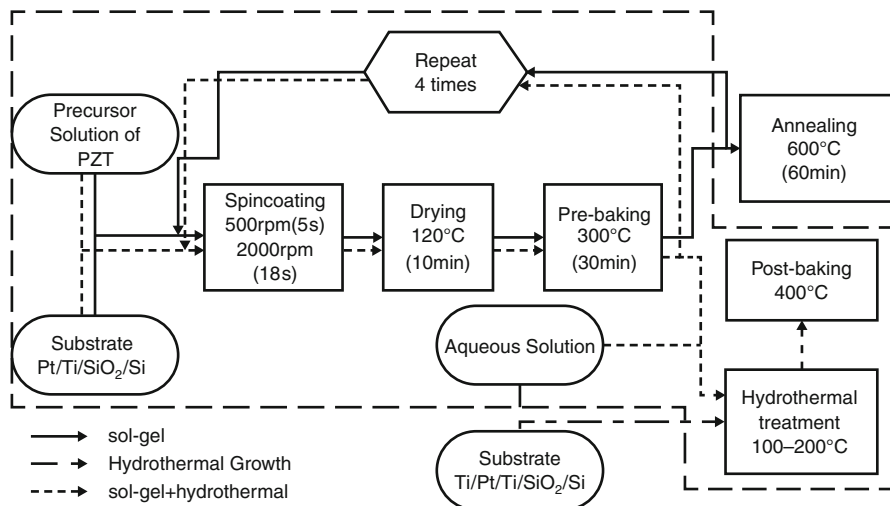 Repeat
4 times
Precursor
Solution of
PZT
Annealing
600°C
(60min)
Spincoating
500rpm(5s)
2000rpm
(18s)
Drying
120°C
(10min)
Pre-baking
300°C
(30min)
Post-baking
400°C
Substrate
Pt/Ti/SiO₂/Si
Aqueous Solution
Hydrothermal
treatment
100–200°C
Substrate
Ti/Pt/Ti/SiO₂/Si
sol-gel
Hydrothermal Growth
sol-gel+hydrothermal